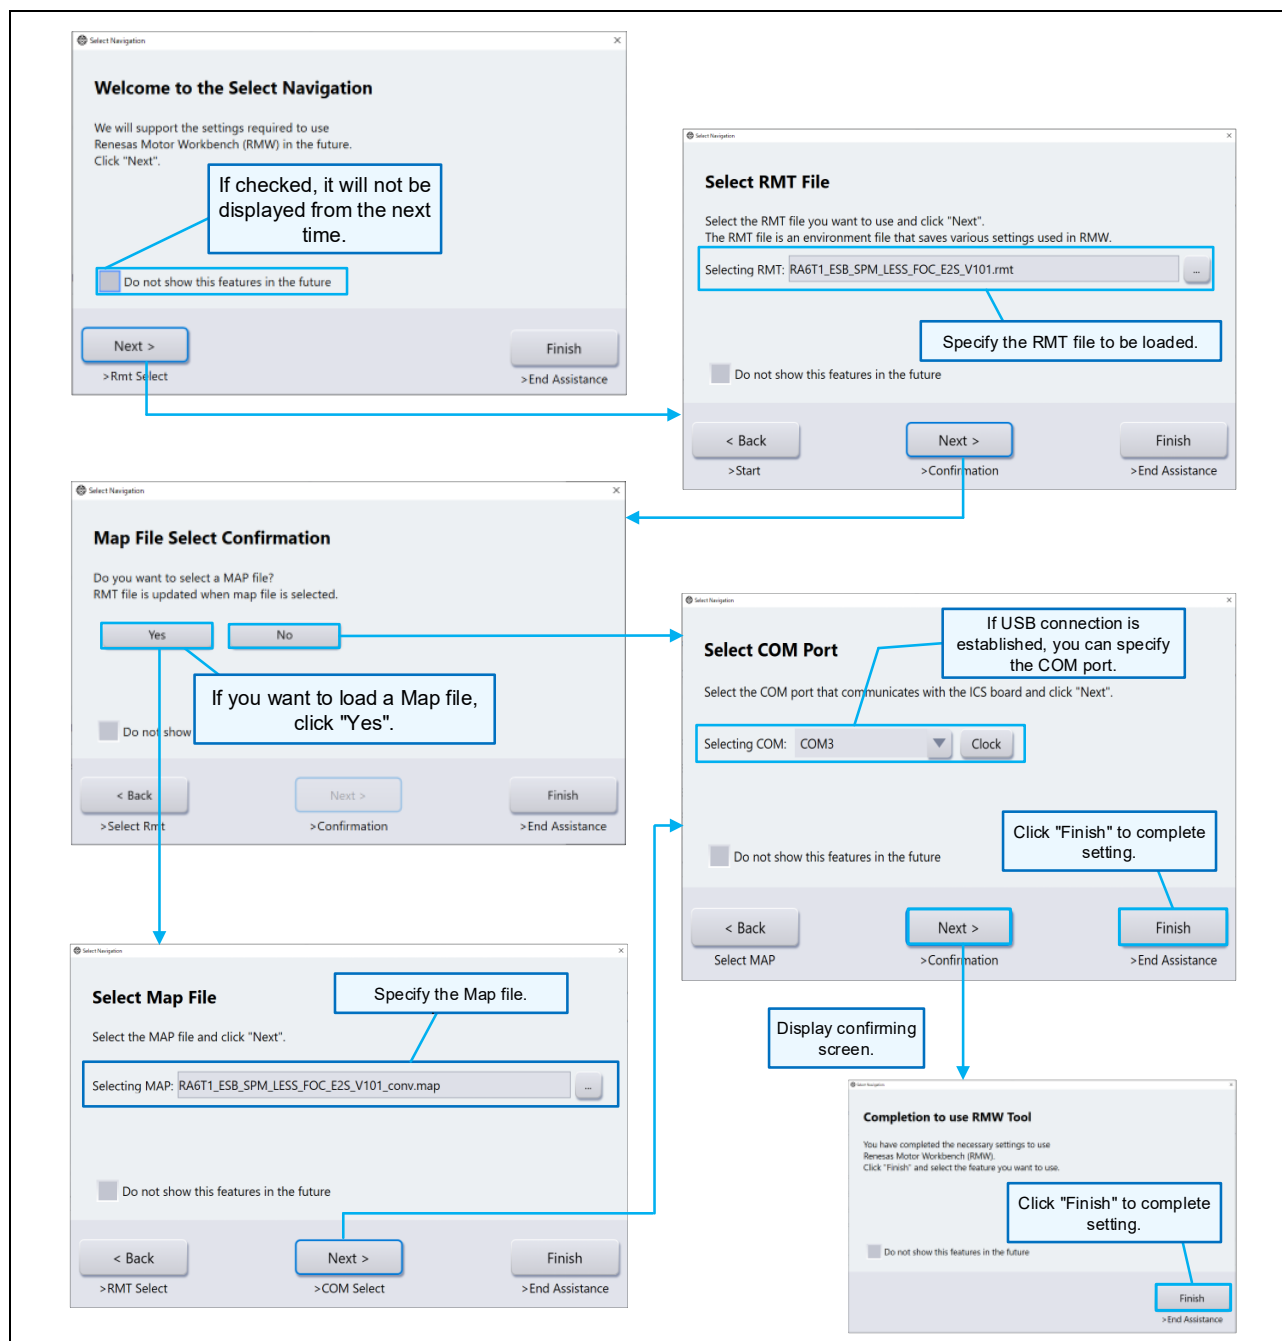 Select Navigation
Welcome to the Select Navigation
We will support the settings required to use
Renesas Motor Workbench (RMW) in the future.
Click "Next".
If checked, it will not be
displayed from the next
time.
Do not show this features in the future
Next >
>Rmt Select
Finish
>End Assistance
Select Navigation
Select RMT File
Select the RMT file you want to use and click "Next".
The RMT file is an environment file that saves various settings used in RMW.
Selecting RMT: RA6T1_ESB_SPM_LESS_FOC_E2S_V101.rmt ...
Specify the RMT file to be loaded.
Do not show this features in the future
< Back
>Start
Next >
>Confirmation
Finish
>End Assistance
Select Navigation
Map File Select Confirmation
Do you want to select a MAP file?
RMT file is updated when map file is selected.
Yes
No
If you want to load a Map file,
click "Yes".
Do not show
< Back
>Select Rmt
Next >
>Confirmation
Finish
>End Assistance
Select Navigation
If USB connection is
established, you can specify
the COM port.
Select COM Port
Select the COM port that communicates with the ICS board and click "Next".
Selecting COM: COM3
Clock
Click "Finish" to complete
setting.
Do not show this features in the future
< Back
Select MAP
Next >
>Confirmation
Finish
>End Assistance
Select Navigation
Select Map File
Specify the Map file.
Select the MAP file and click "Next".
Selecting MAP: RA6T1_ESB_SPM_LESS_FOC_E2S_V101_conv.map ...
Do not show this features in the future
< Back
>RMT Select
Next >
>COM Select
Finish
>End Assistance
Display confirming
screen.
Select Navigation
Completion to use RMW Tool
You have completed the necessary settings to use
Renesas Motor Workbench (RMW).
Click "Finish" and select the feature you want to use.
Click "Finish" to complete
setting.
Do not show this features in the future
Finish
>End Assistance